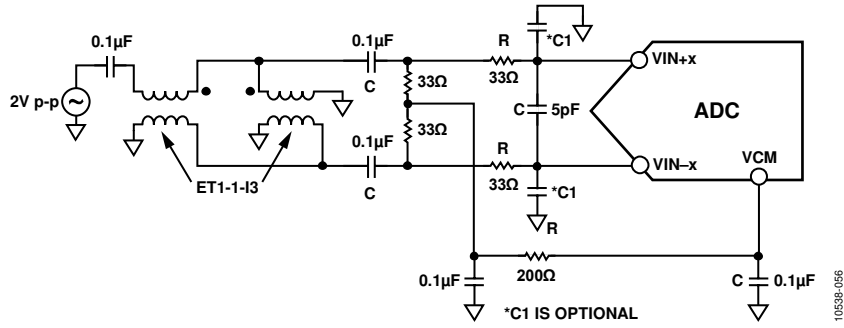 0.1µF
2V p-p
ET1-1-I3
0.1µF
C
0.1µF
C
33Ω
33Ω
R
33Ω
R
33Ω
*C1
C
5pF
*C1
R
VIN+x
VIN–x
ADC
VCM
0.1µF
200Ω
C
0.1µF
*C1 IS OPTIONAL
10538-056